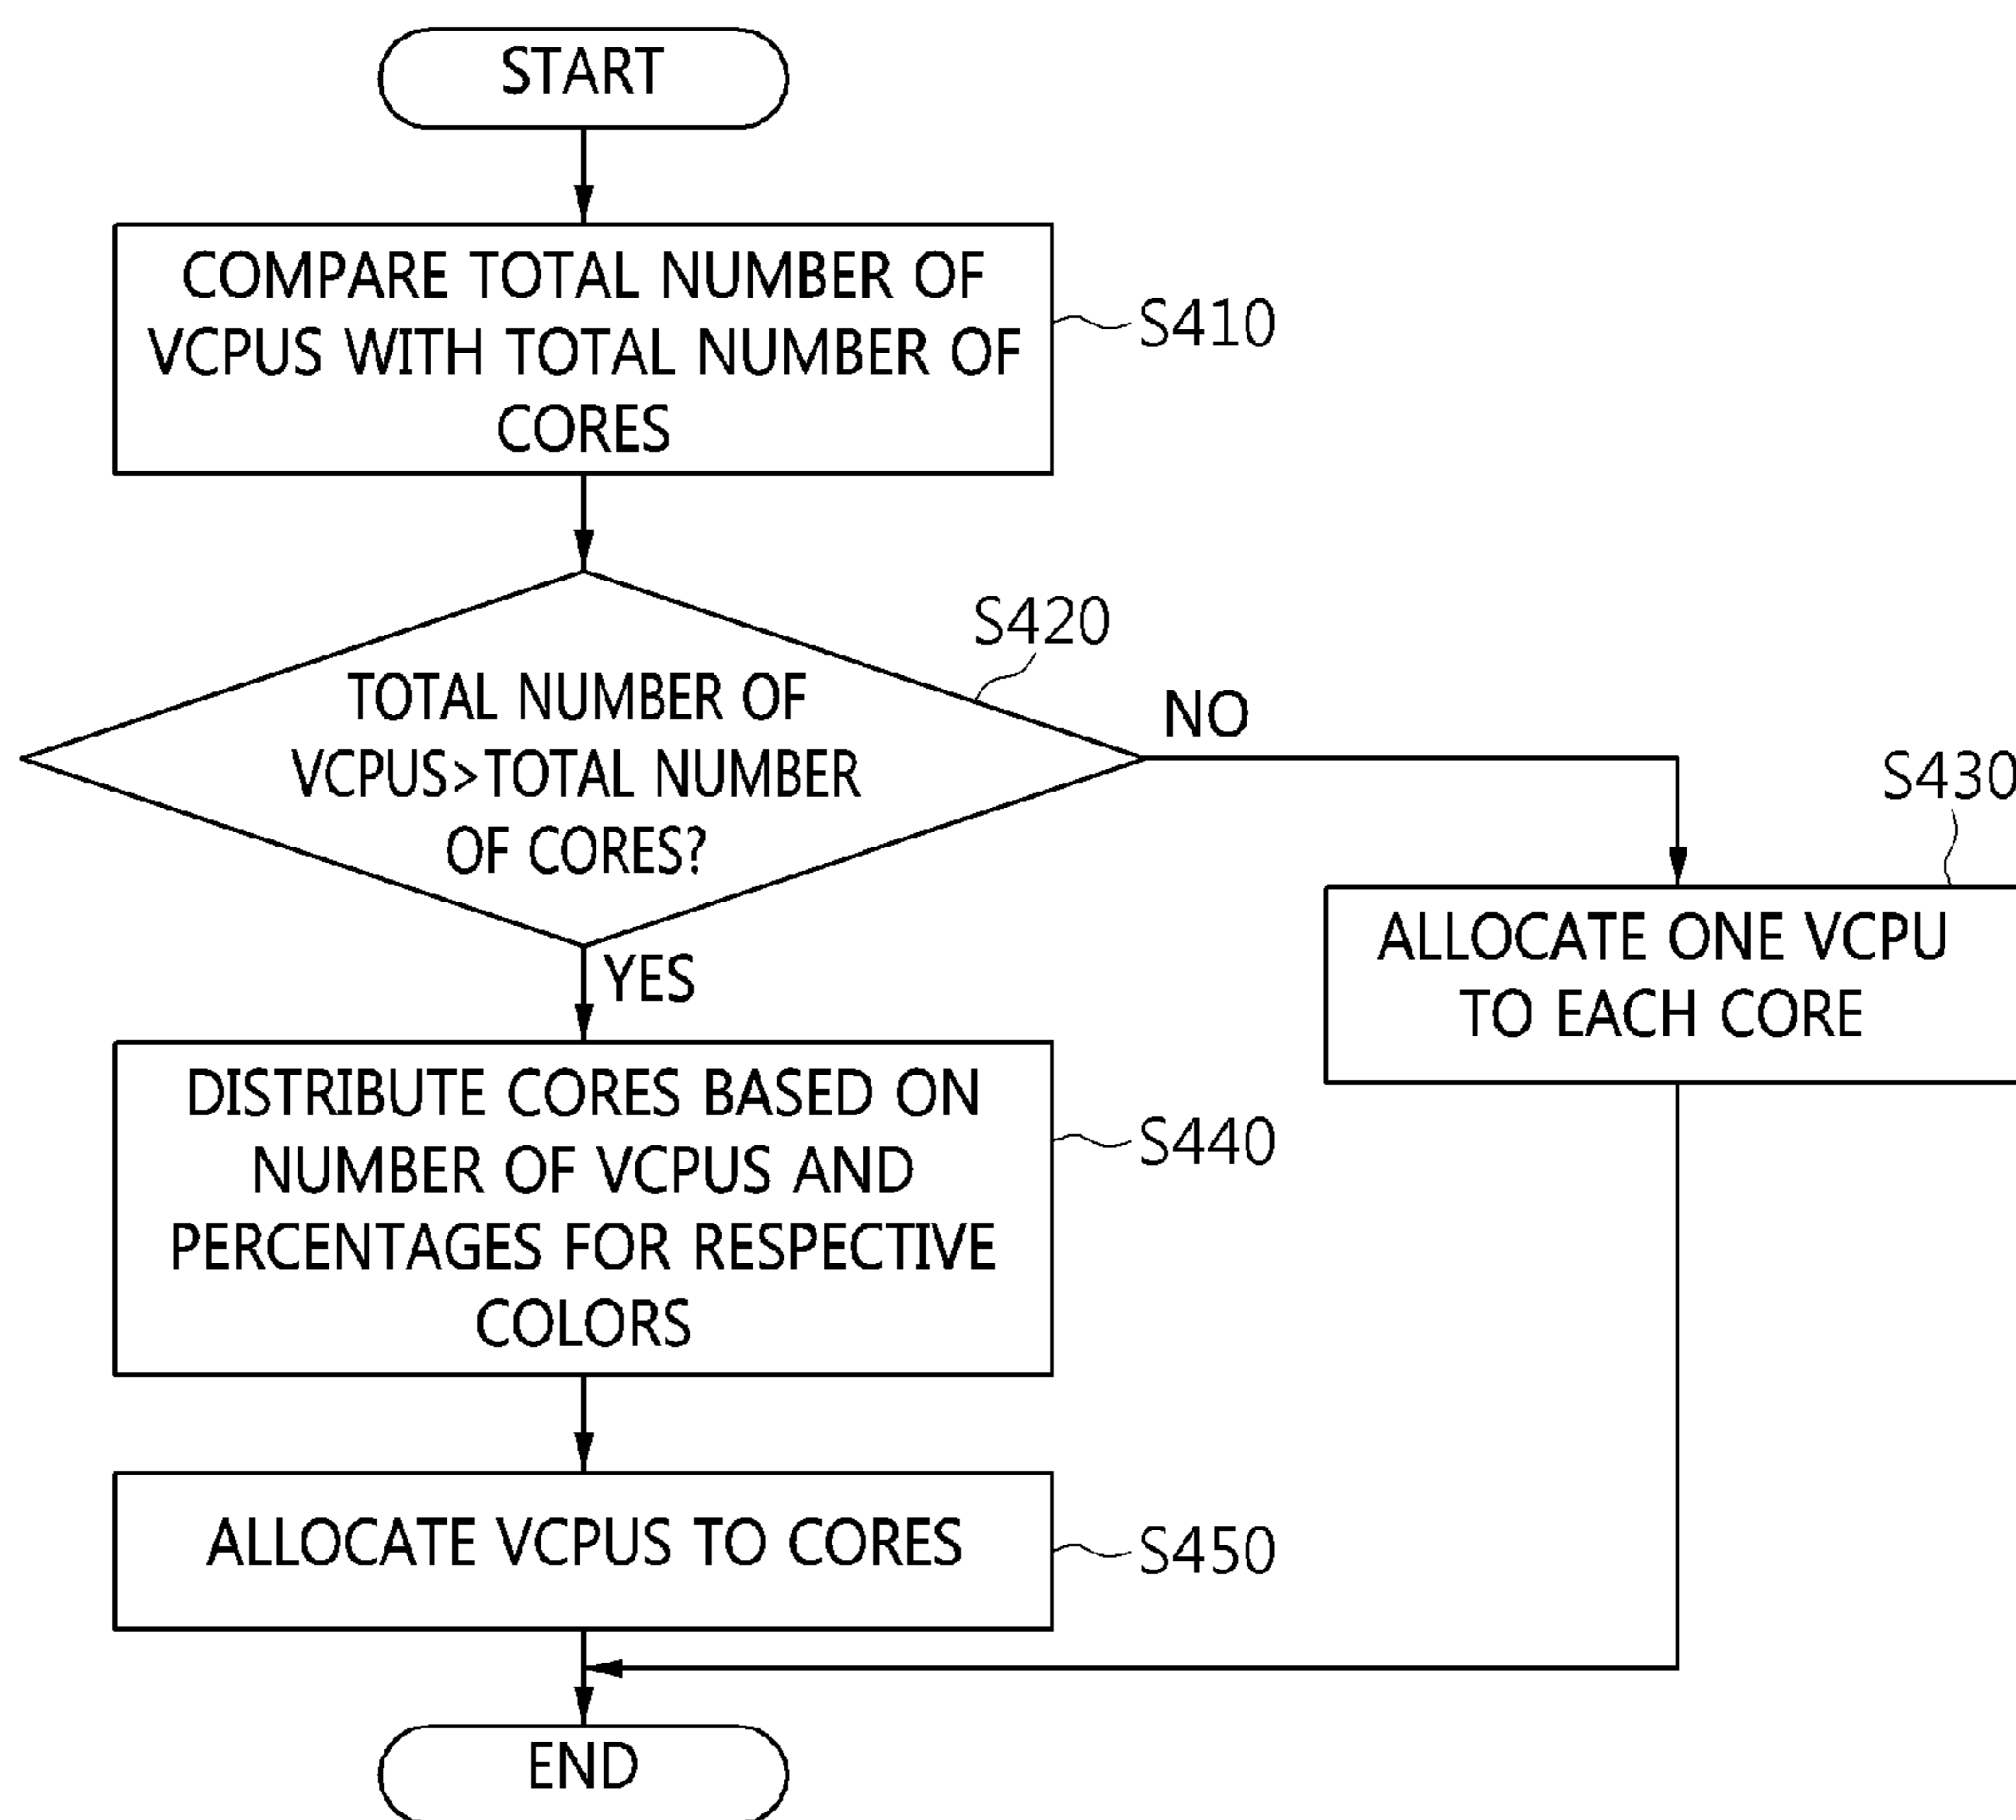 START
COMPARE TOTAL NUMBER OF
VCPUS WITH TOTAL NUMBER OF
CORES
S410
S420
TOTAL NUMBER OF
VCPUS>TOTAL NUMBER
OF CORES?
NO
YES
S430
ALLOCATE ONE VCPU
TO EACH CORE
DISTRIBUTE CORES BASED ON
NUMBER OF VCPUS AND
PERCENTAGES FOR RESPECTIVE
COLORS
S440
ALLOCATE VCPUS TO CORES
S450
END